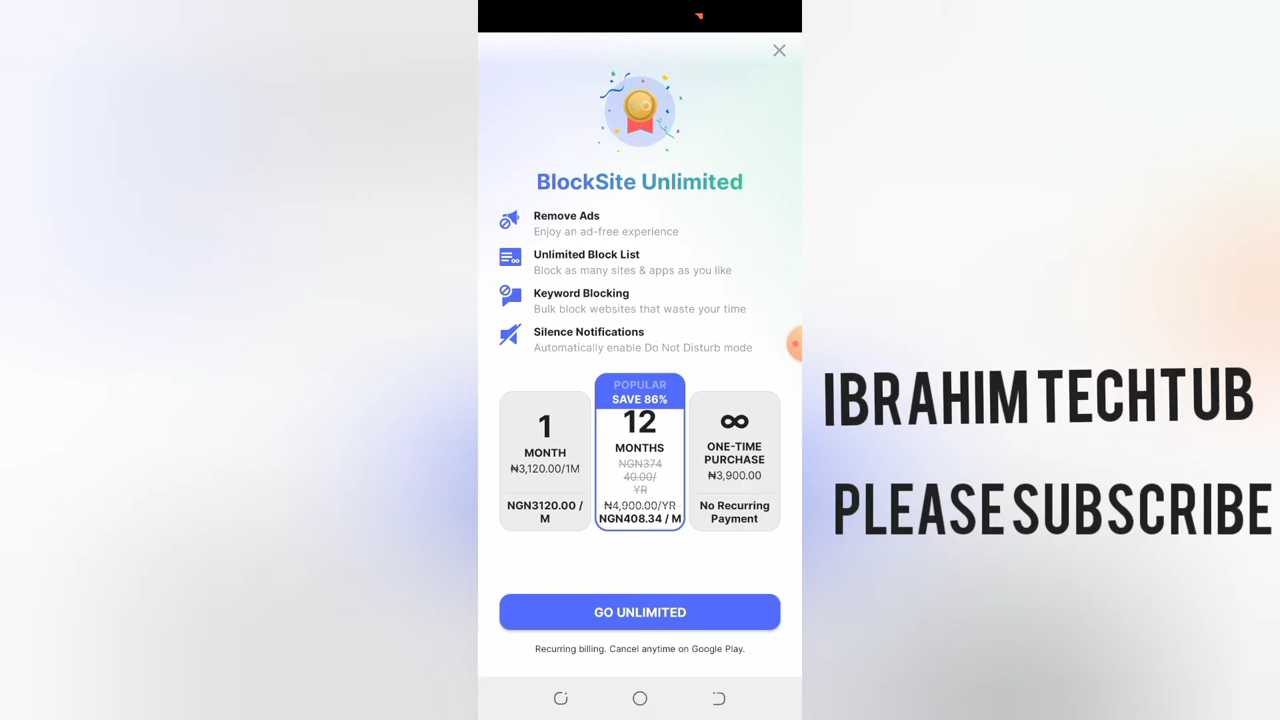 BlockSite Unlimited
Remove Ads
Enjoy an ad-free experience
Unlimited Block List
Block as many sites & apps as you like
Keyword Blocking
Bulk block websites that waste your time
Silence Notifications
Automatically enable Do Not Disturb mode
1
MONTH
₦3,120.00/1M
NGN3120.00 /
M
POPULAR
SAVE 86%
12
MONTHS
NGN374
40.00/
YR
₦4,900.00/YR
NGN408.34 / M
∞
ONE-TIME
PURCHASE
₦3,900.00
No Recurring
Payment
GO UNLIMITED
Recurring billing. Cancel anytime on Google Play.
IBRAHIM TECHTUB
PLEASE SUBSCRIBE